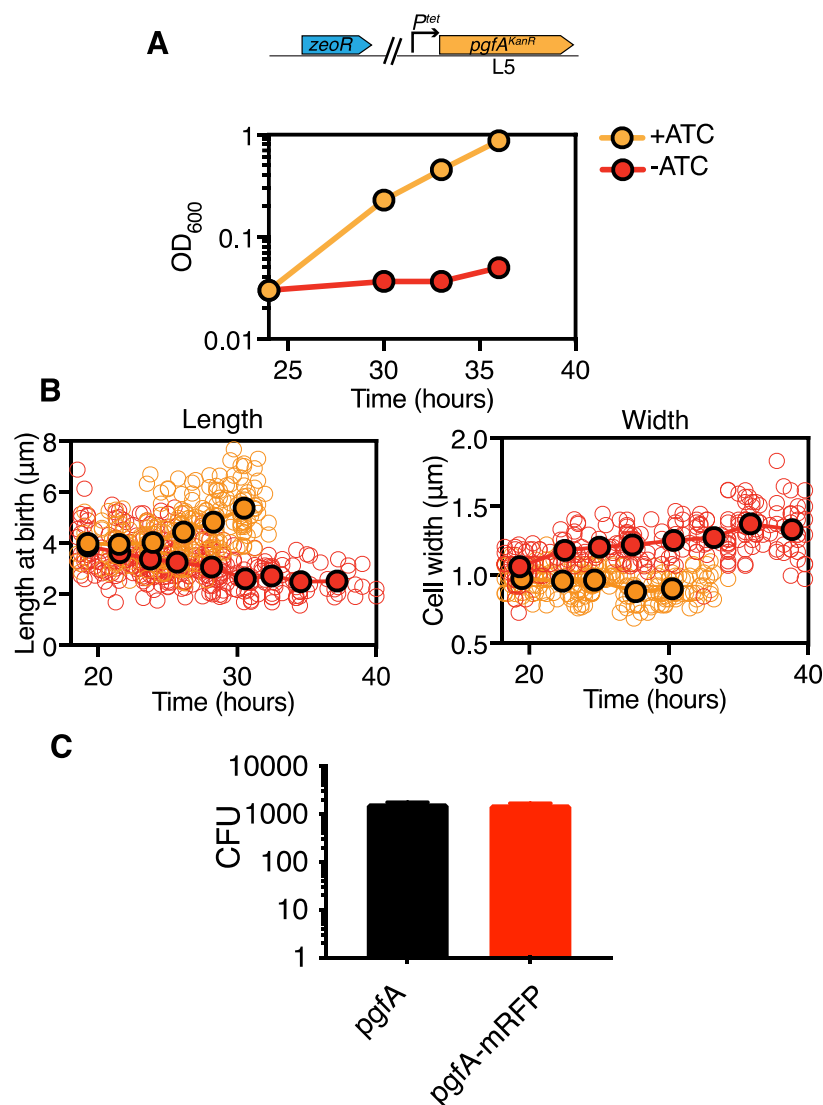 A
zeoR
//
P^tet
pgfA^KanR
L5
1
0.1
0.01
OD_600
25 30 35 40
Time (hours)
+ATC
-ATC
B
Length
8
6
4
2
0
Length at birth (µm)
20 30 40
Time (hours)
Width
2.0
1.5
1.0
0.5
Cell width (µm)
20 30 40
Time (hours)
C
10000
1000
100
10
1
CFU
pgfA
pgfA-mRFP